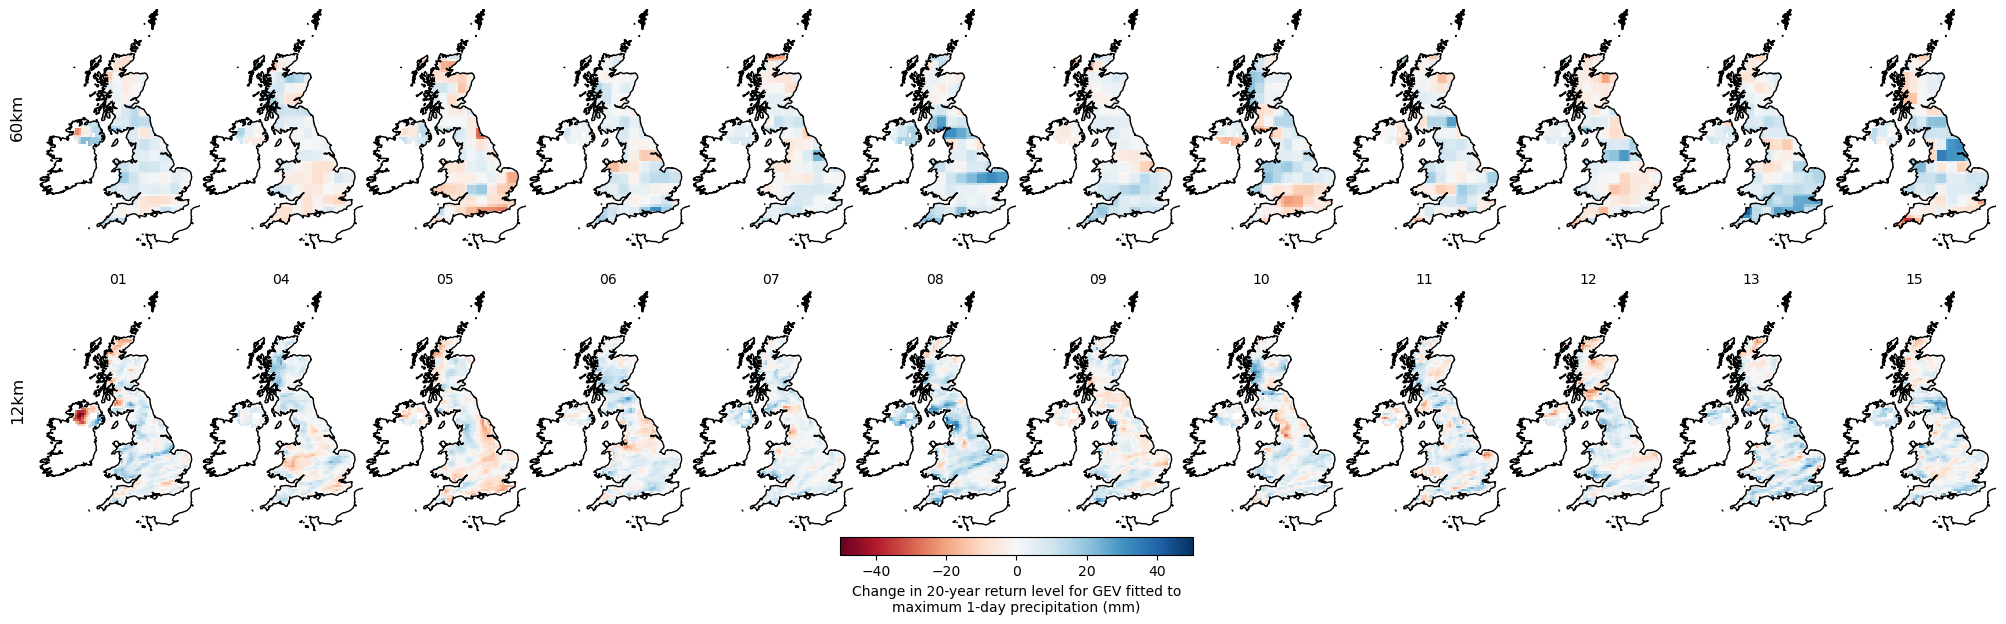 60km
01 04 05 06 07 08 09 10 11 12 13 15
12km
−40 −20 0 20 40
Change in 20-year return level for GEV fitted to
maximum 1-day precipitation (mm)